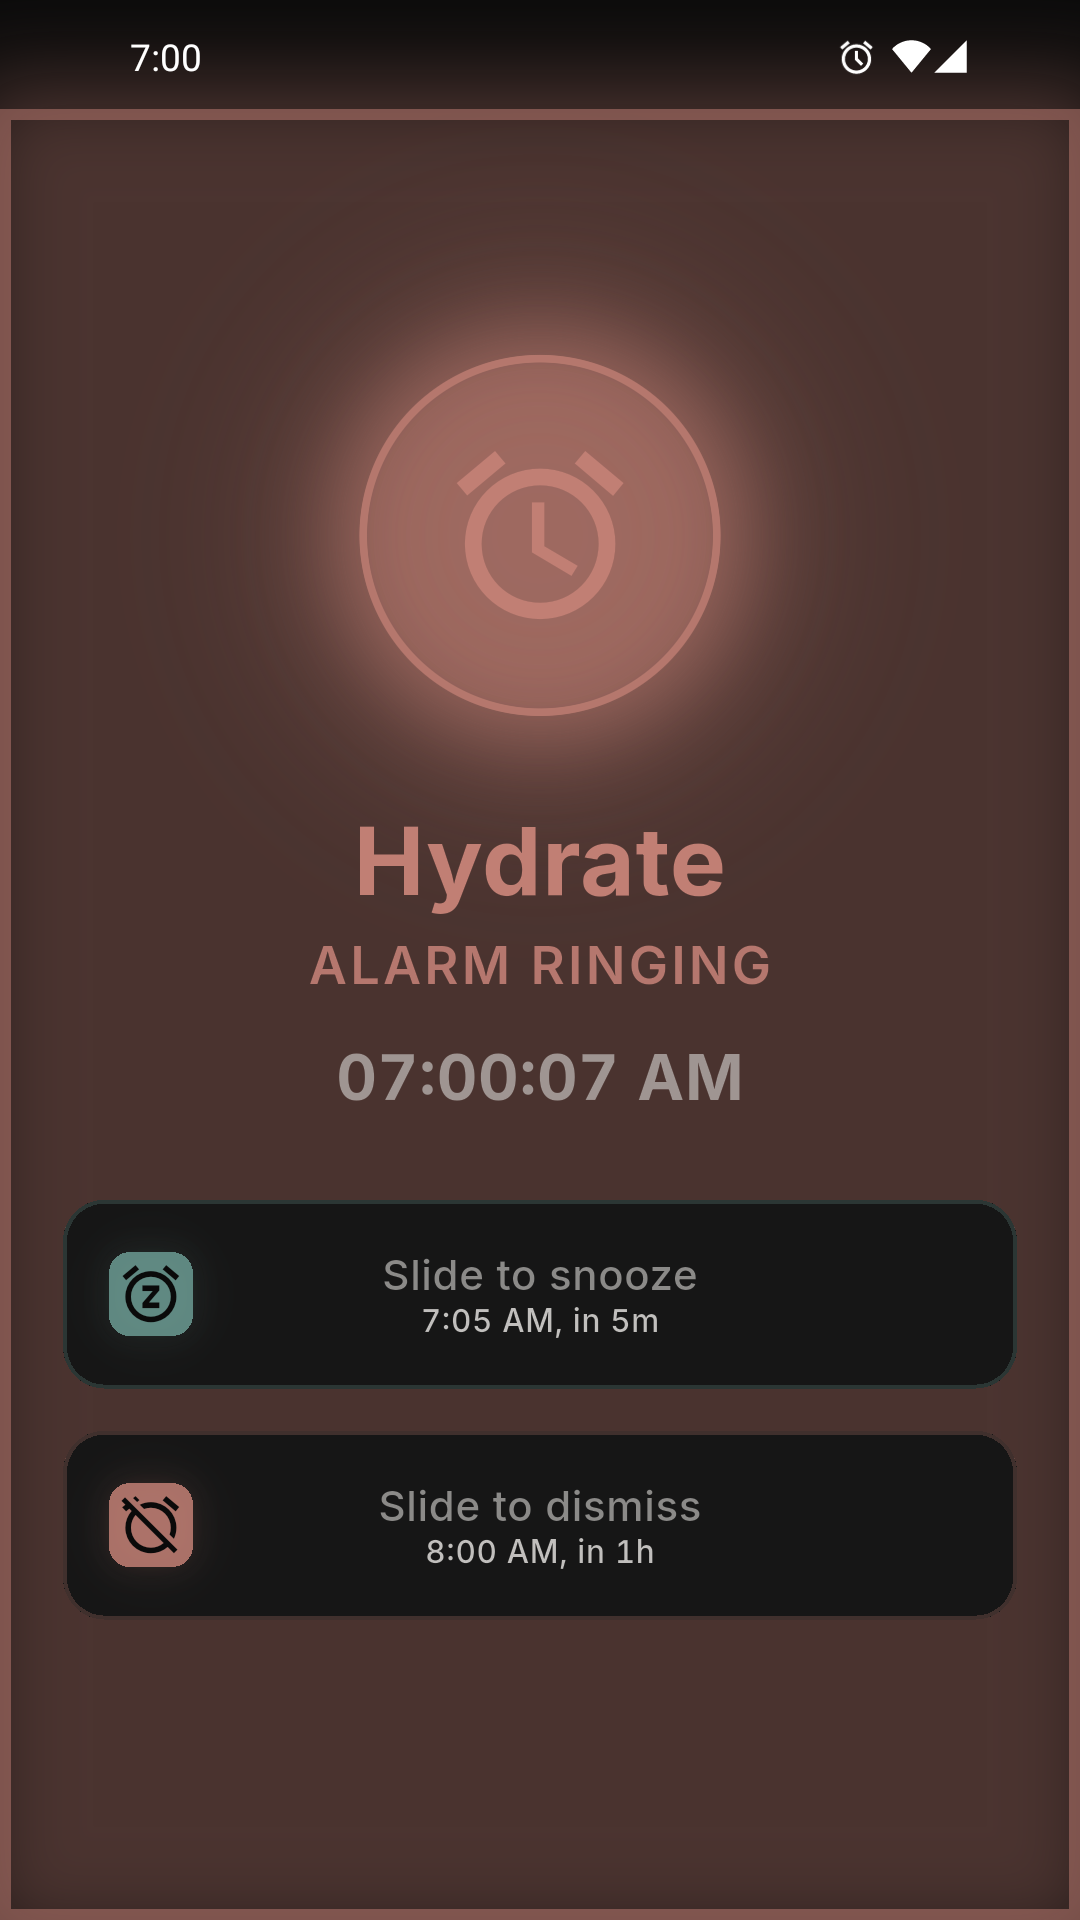 7:00
Hydrate
ALARM RINGING
07:00:07 AM
Slide to snooze
7:05 AM, in 5m
Slide to dismiss
8:00 AM, in 1h